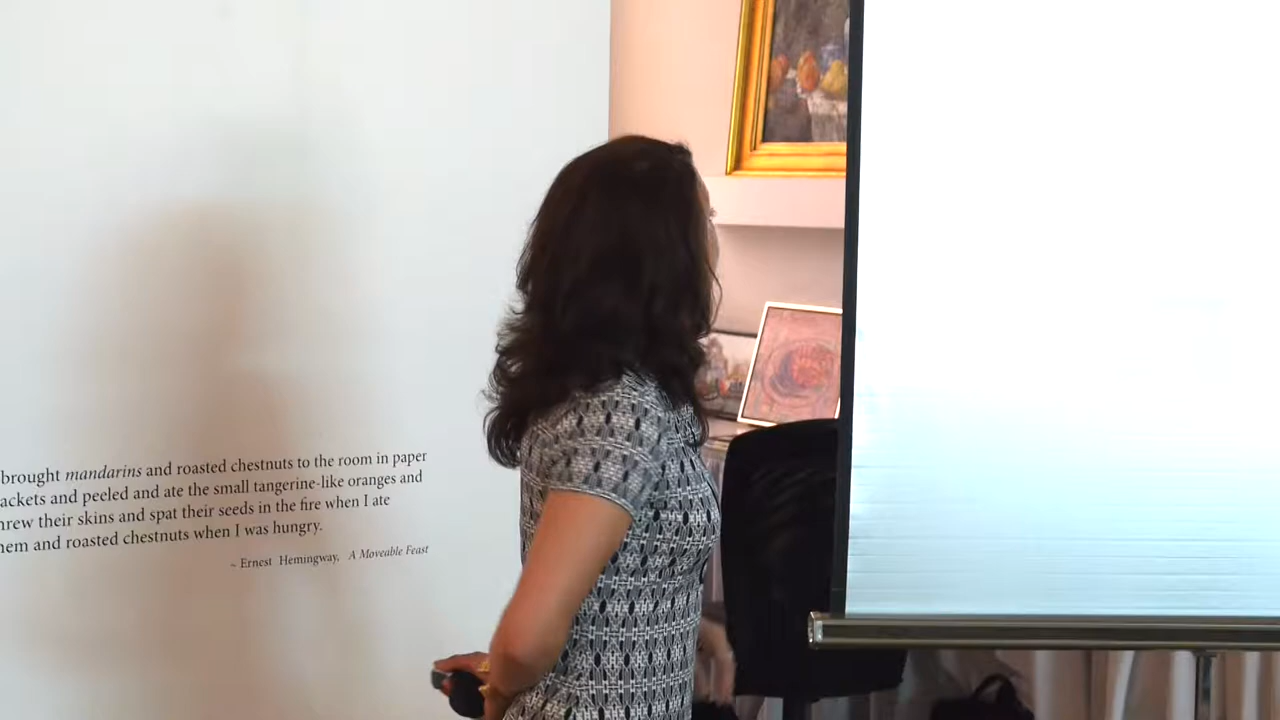 brought mandarins and roasted chestnuts to the room in paper
ackets and peeled and ate the small tangerine-like oranges and
hrew their skins and spat their seeds in the fire when I ate
hem and roasted chestnuts when I was hungry.
~ Ernest Hemingway, A Moveable Feast